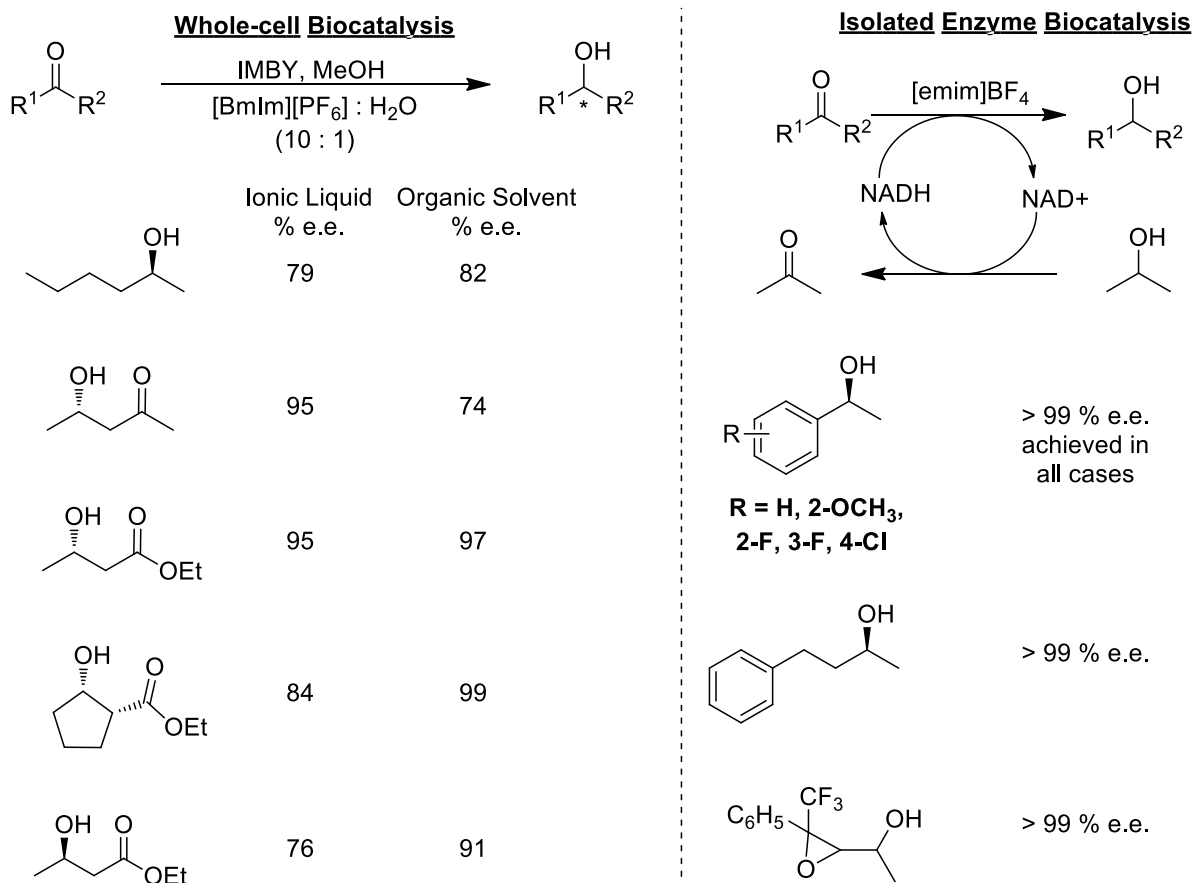 Whole-cell Biocatalysis
O
R¹ R²
IMBY, MeOH
[BmIm][PF₆] : H₂O
(10 : 1)
OH
R¹ * R²
Ionic Liquid Organic Solvent
% e.e. % e.e.
OH
79 82
OH O
95 74
OH O
OEt
95 97
OH O
OEt
84 99
OH O
OEt
76 91
Isolated Enzyme Biocatalysis
O
R¹ R²
[emim]BF₄
OH
R¹ R²
NADH NAD+
O
OH
OH
R
> 99 % e.e.
achieved in
all cases
R = H, 2-OCH₃,
2-F, 3-F, 4-Cl
OH
> 99 % e.e.
CF₃
C₆H₅ OH
O
> 99 % e.e.